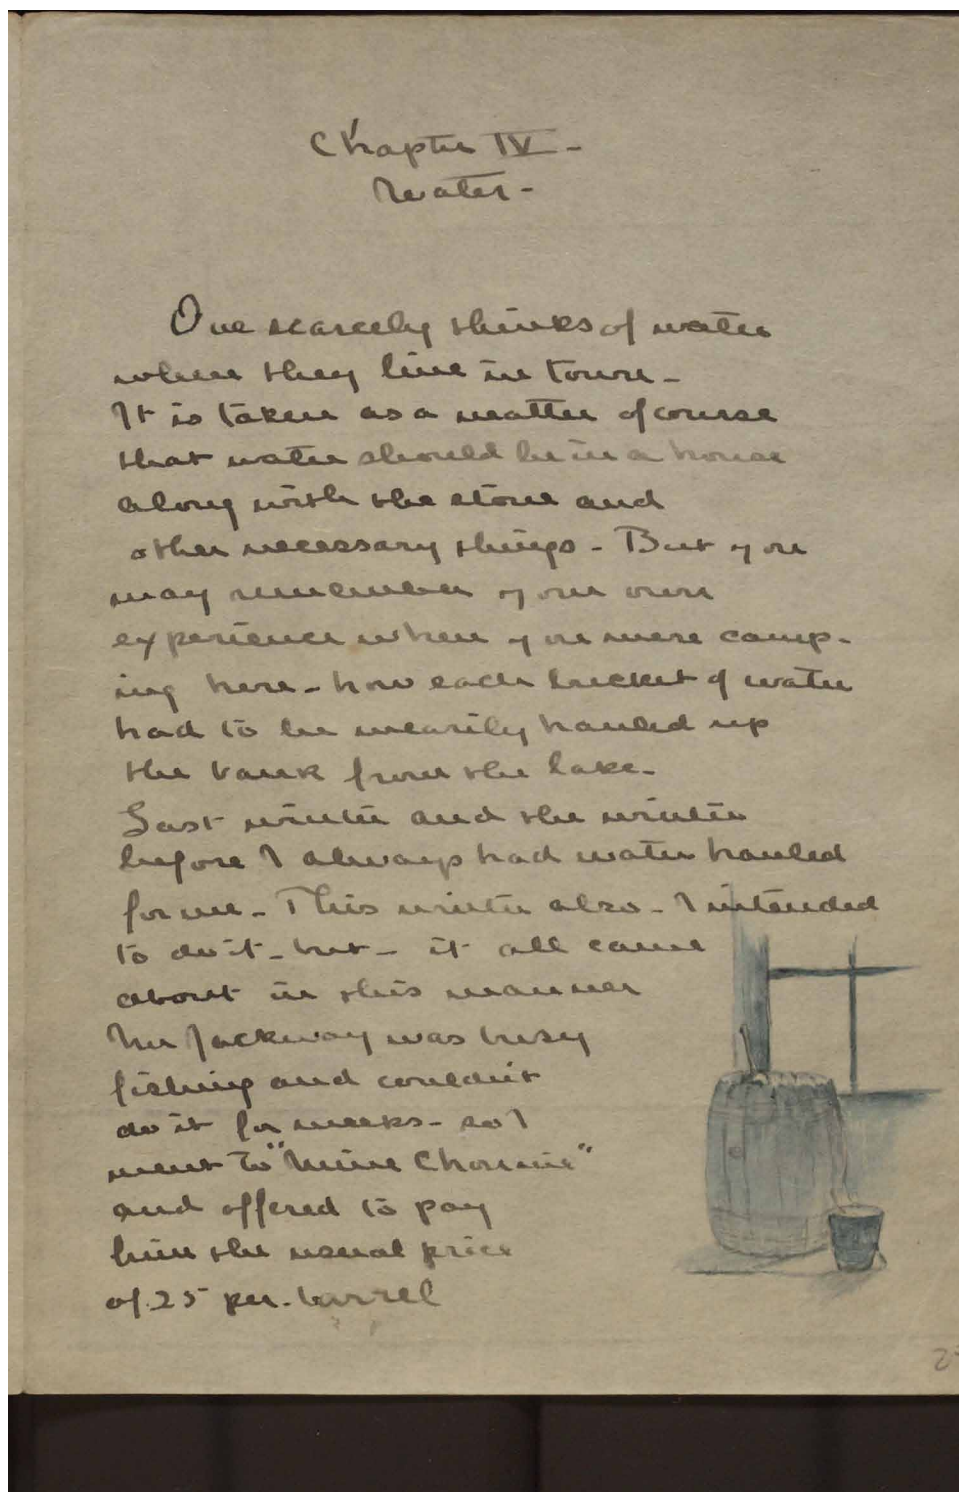 Chapter IV -
Water -
One scarcely thinks of water
when they live in town -
It is taken as a matter of course
that water should be in a house
along with the stove and
other necessary things - But you
may remember your own
experience when you were camp-
ing here - how each bucket of water
had to be wearily hauled up
the bank from the lake -
Last winter and the winter
before I always had water hauled
for me - This winter also - I intended
to do it - but - it all came
about in this manner
Mr Jackway was busy
fishing and couldn't
do it for weeks - so I
went to "Mine Chonnie"
and offered to pay
him the usual price
of .25 per. barrel